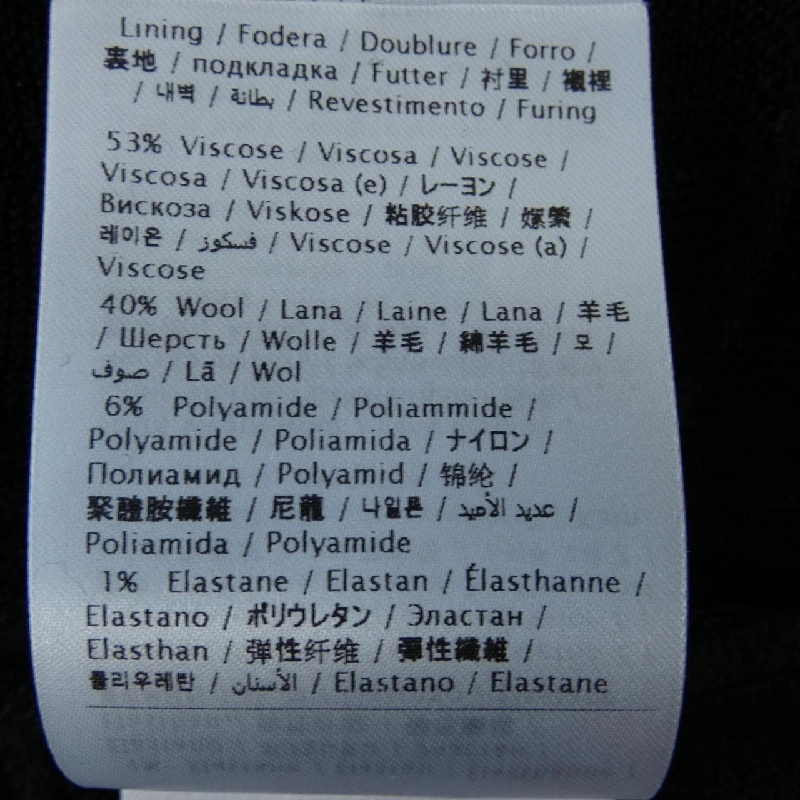 Lining / Fodera / Doublure / Forro /
裏地 / подкладка / Futter / 衬里 / 襯裡
/ 내벽 / بطانة / Revestimento / Furing
53% Viscose / Viscosa / Viscose /
Viscosa / Viscosa (e) / レーヨン /
Вискоза / Viskose / 粘胶纤维 / 嫘縈 /
레이온 / فسكوز / Viscose / Viscose (a) /
Viscose
40% Wool / Lana / Laine / Lana / 羊毛
/ Шерсть / Wolle / 羊毛 / 綿羊毛 / 모 /
صوف / Lã / Wol
6% Polyamide / Poliammide /
Polyamide / Poliamida / ナイロン /
Полиамид / Polyamid / 锦纶 /
聚醯胺纖維 / 尼龍 / 나일론 / عديد الأميد /
Poliamida / Polyamide
1% Elastane / Elastan / Élasthanne /
Elastano / ポリウレタン / Эластан /
Elasthan / 弹性纤维 / 彈性纖維 /
폴리우레탄 / الأستان / Elastano / Elastane